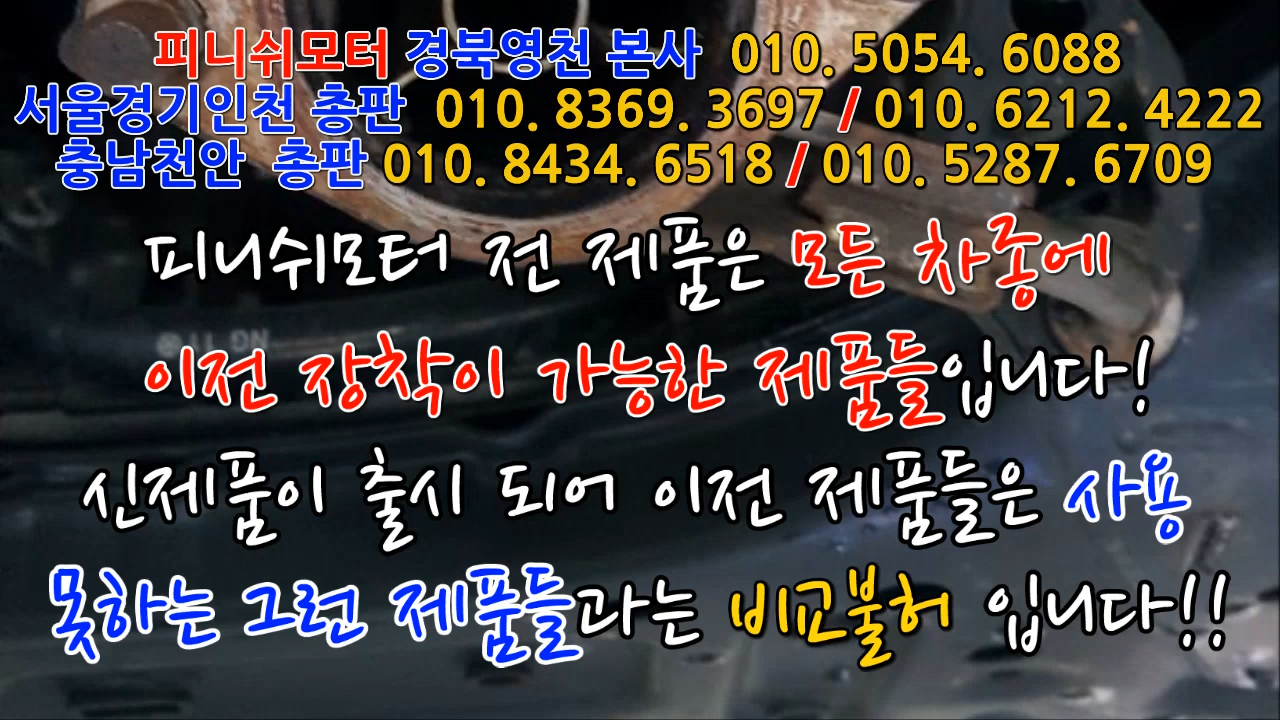 피니쉬모터 경북영천 본사 010. 5054. 6088
서울경기인천 총판 010. 8369. 3697 / 010. 6212. 4222
충남천안 총판 010. 8434. 6518 / 010. 5287. 6709
피니쉬모터 전 제품은 모든 차종에
이전 장착이 가능한 제품들입니다!
신제품이 출시 되어 이전 제품들은 사용
못하는 그런 제품들과는 비교불허 입니다!!